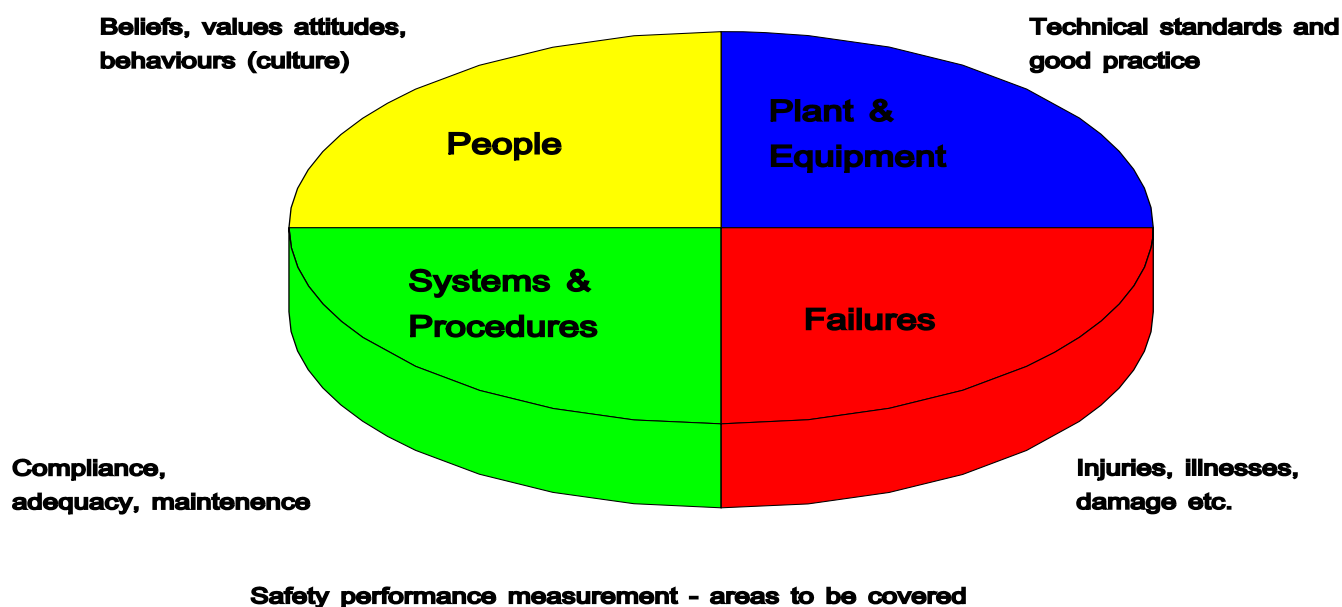 Beliefs, values attitudes,
behaviours (culture)
Technical standards and
good practice
People
Plant &
Equipment
Systems &
Procedures
Failures
Compliance,
adequacy, maintenence
Injuries, illnesses,
damage etc.
Safety performance measurement - areas to be covered